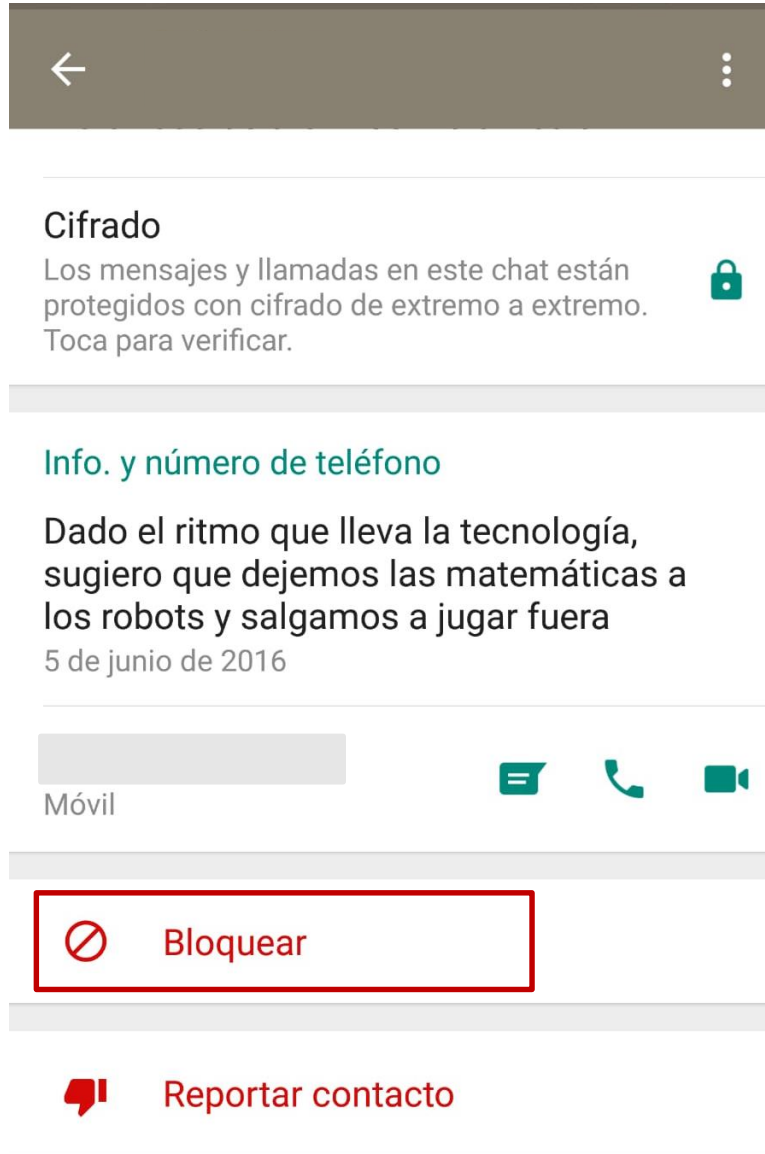 Cifrado
Los mensajes y llamadas en este chat están
protegidos con cifrado de extremo a extremo.
Toca para verificar.
Info. y número de teléfono
Dado el ritmo que lleva la tecnología,
sugiero que dejemos las matemáticas a
los robots y salgamos a jugar fuera
5 de junio de 2016
Móvil
Bloquear
Reportar contacto